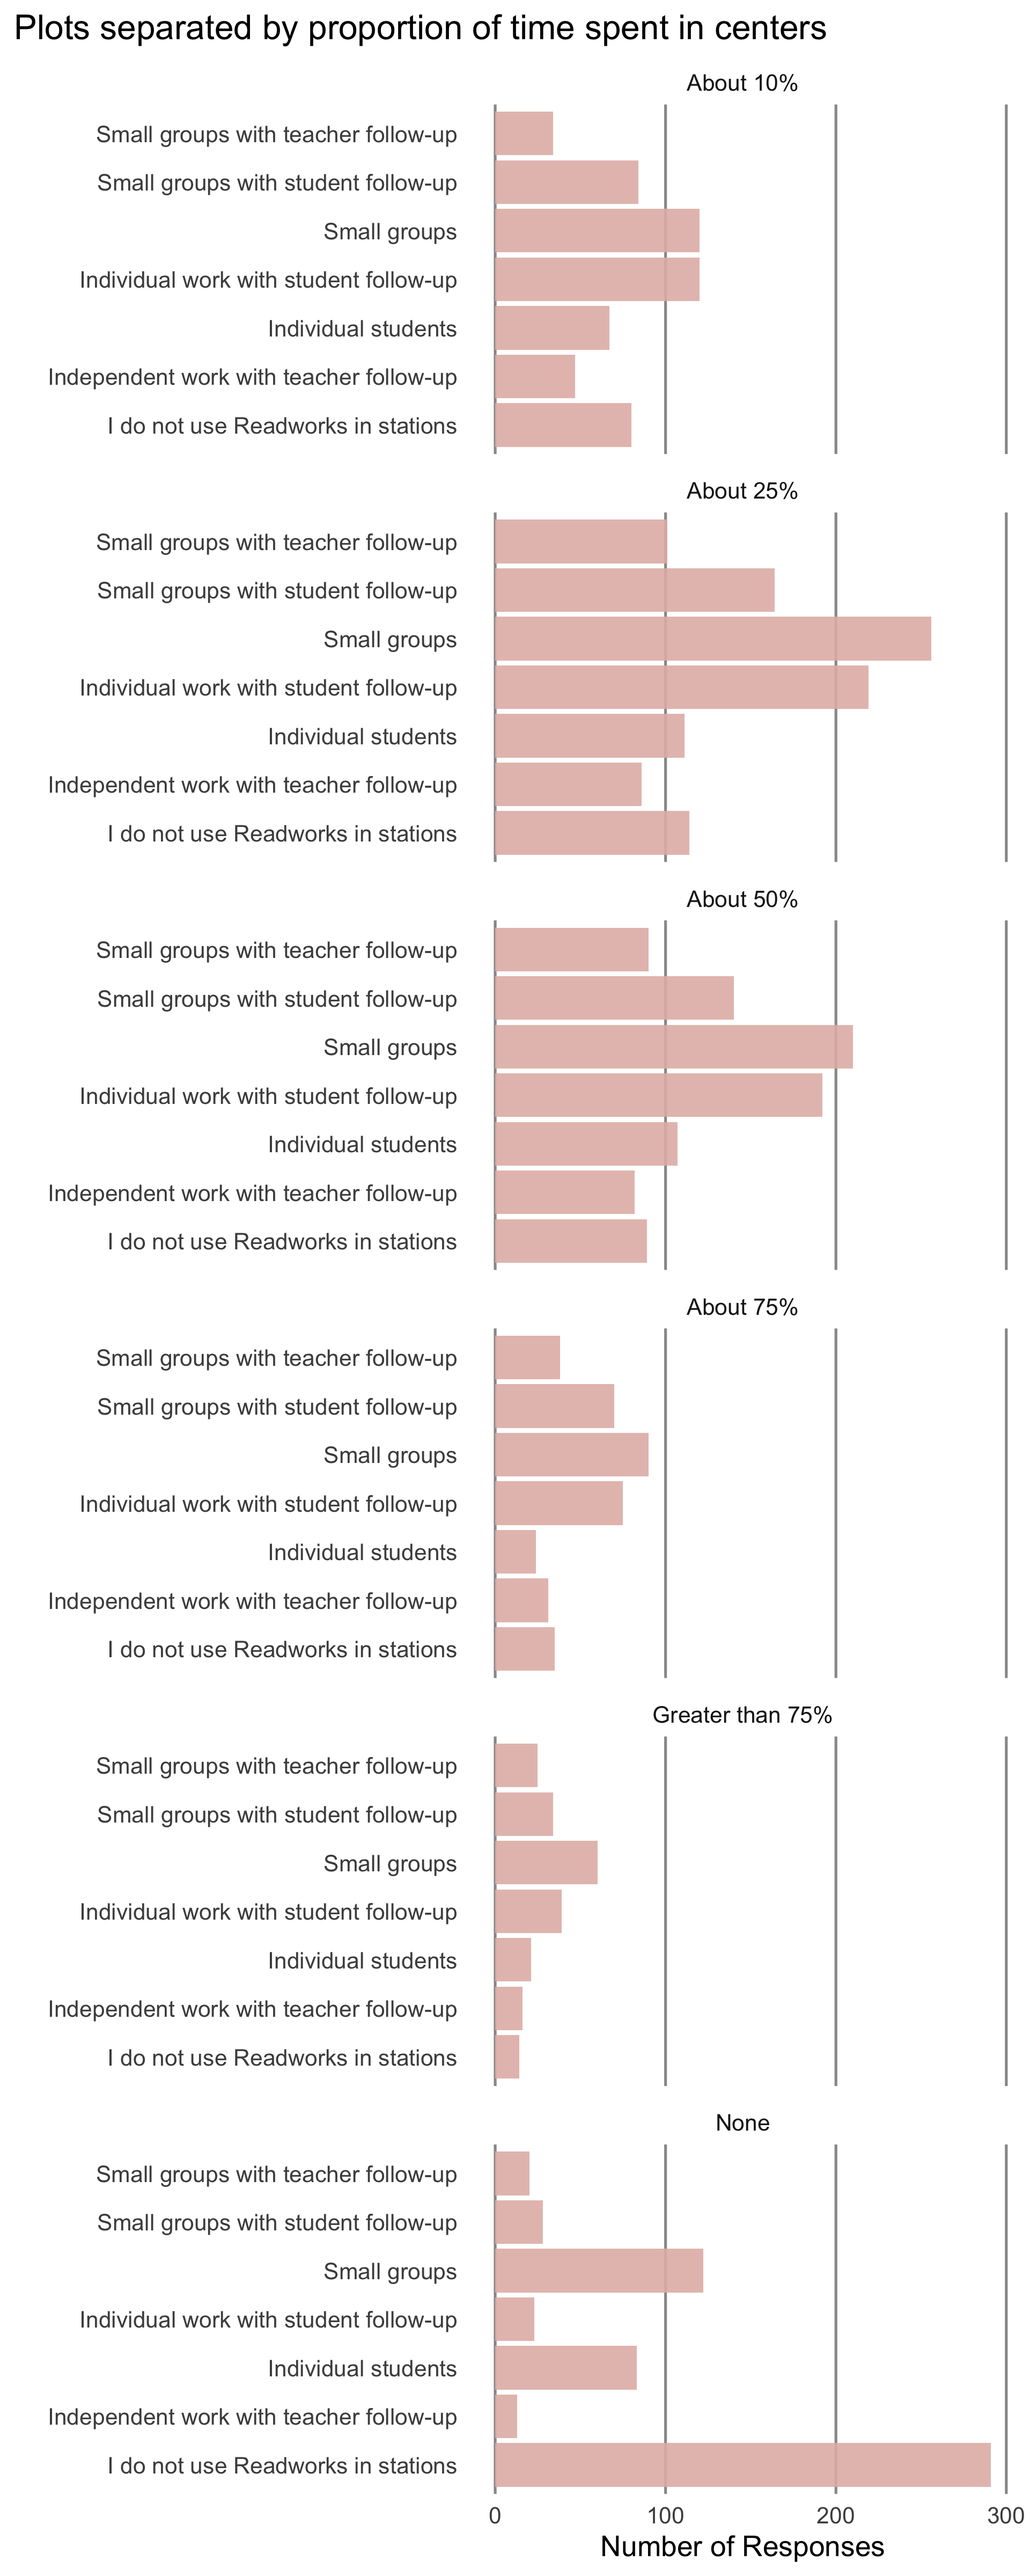 Plots separated by proportion of time spent in centers
About 10%
Small groups with teacher follow-up
Small groups with student follow-up
Small groups
Individual work with student follow-up
Individual students
Independent work with teacher follow-up
I do not use Readworks in stations
About 25%
Small groups with teacher follow-up
Small groups with student follow-up
Small groups
Individual work with student follow-up
Individual students
Independent work with teacher follow-up
I do not use Readworks in stations
About 50%
Small groups with teacher follow-up
Small groups with student follow-up
Small groups
Individual work with student follow-up
Individual students
Independent work with teacher follow-up
I do not use Readworks in stations
About 75%
Small groups with teacher follow-up
Small groups with student follow-up
Small groups
Individual work with student follow-up
Individual students
Independent work with teacher follow-up
I do not use Readworks in stations
Greater than 75%
Small groups with teacher follow-up
Small groups with student follow-up
Small groups
Individual work with student follow-up
Individual students
Independent work with teacher follow-up
I do not use Readworks in stations
None
Small groups with teacher follow-up
Small groups with student follow-up
Small groups
Individual work with student follow-up
Individual students
Independent work with teacher follow-up
I do not use Readworks in stations
0 100 200 300
Number of Responses